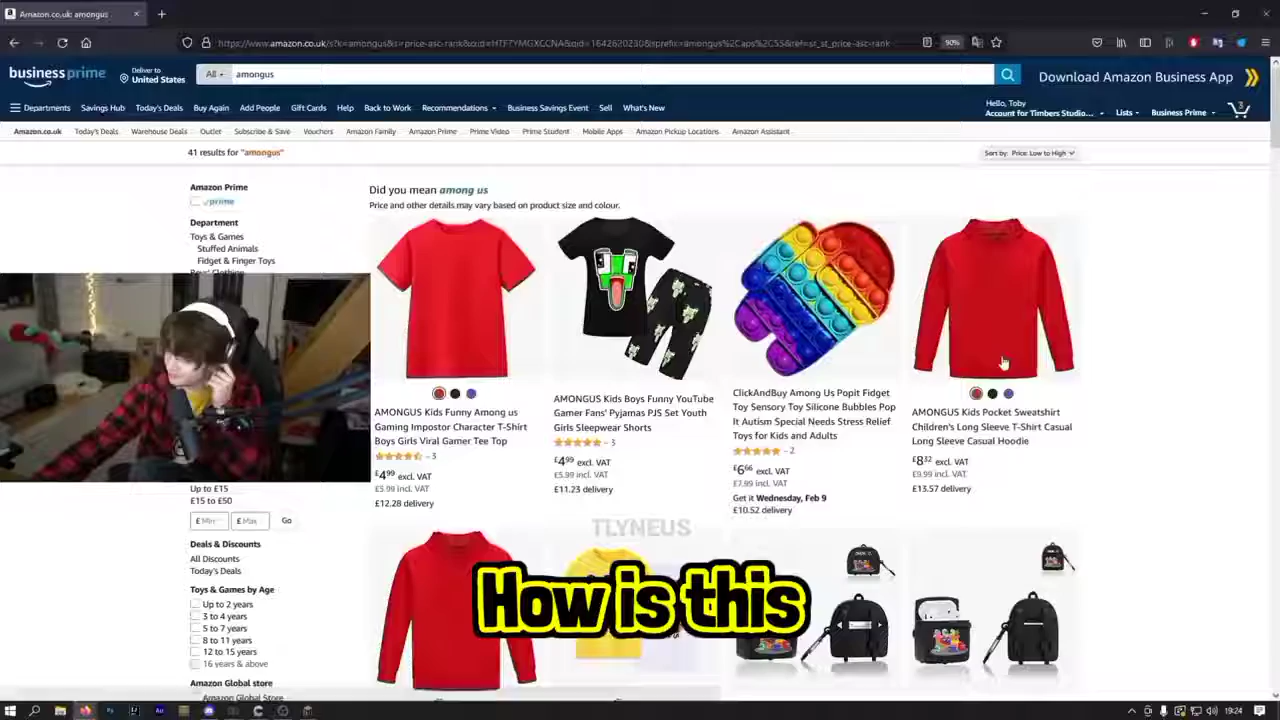 Amazon.co.uk: amongus
https://www.amazon.co.uk/s?k=amongus&s=price-asc-rank
90%
business prime
Deliver to
United States
All
amongus
Download Amazon Business App
Departments Savings Hub Today's Deals Buy Again Add People Gift Cards Help Back to Work Recommendations Business Savings Event Sell What's New
Hello, Toby
Account for Timbers Studio...
Lists
Business Prime
3
Amazon.co.uk Today's Deals Warehouse Deals Outlet Subscribe & Save Vouchers Amazon Family Amazon Prime Prime Video Prime Student Mobile Apps Amazon Pickup Locations Amazon Assistant
41 results for "amongus"
Sort by: Price: Low to High
Amazon Prime
prime
Department
Toys & Games
Stuffed Animals
Fidget & Finger Toys
Boys' Clothing
Up to £15
£15 to £50
£ Min
£ Max
Go
Deals & Discounts
All Discounts
Today's Deals
Toys & Games by Age
Up to 2 years
3 to 4 years
5 to 7 years
8 to 11 years
12 to 15 years
16 years & above
Amazon Global store
Amazon Global Store
Did you mean among us
Price and other details may vary based on product size and colour.
AMONGUS Kids Funny Among us
Gaming Impostor Character T-Shirt
Boys Girls Viral Gamer Tee Top
3
£4.99 excl. VAT
£5.99 incl. VAT
£12.28 delivery
AMONGUS Kids Boys Funny YouTube
Gamer Fans' Pyjamas PJS Set Youth
Girls Sleepwear Shorts
3
£4.99 excl. VAT
£5.99 incl. VAT
£11.23 delivery
ClickAndBuy Among Us Popit Fidget
Toy Sensory Toy Silicone Bubbles Pop
It Autism Special Needs Stress Relief
Toys for Kids and Adults
2
£6.66 excl. VAT
£7.99 incl. VAT
Get it Wednesday, Feb 9
£10.52 delivery
AMONGUS Kids Pocket Sweatshirt
Children's Long Sleeve T-Shirt Casual
Long Sleeve Casual Hoodie
£8.32 excl. VAT
£9.99 incl. VAT
£13.57 delivery
TLYNEUS
How is this
19:24